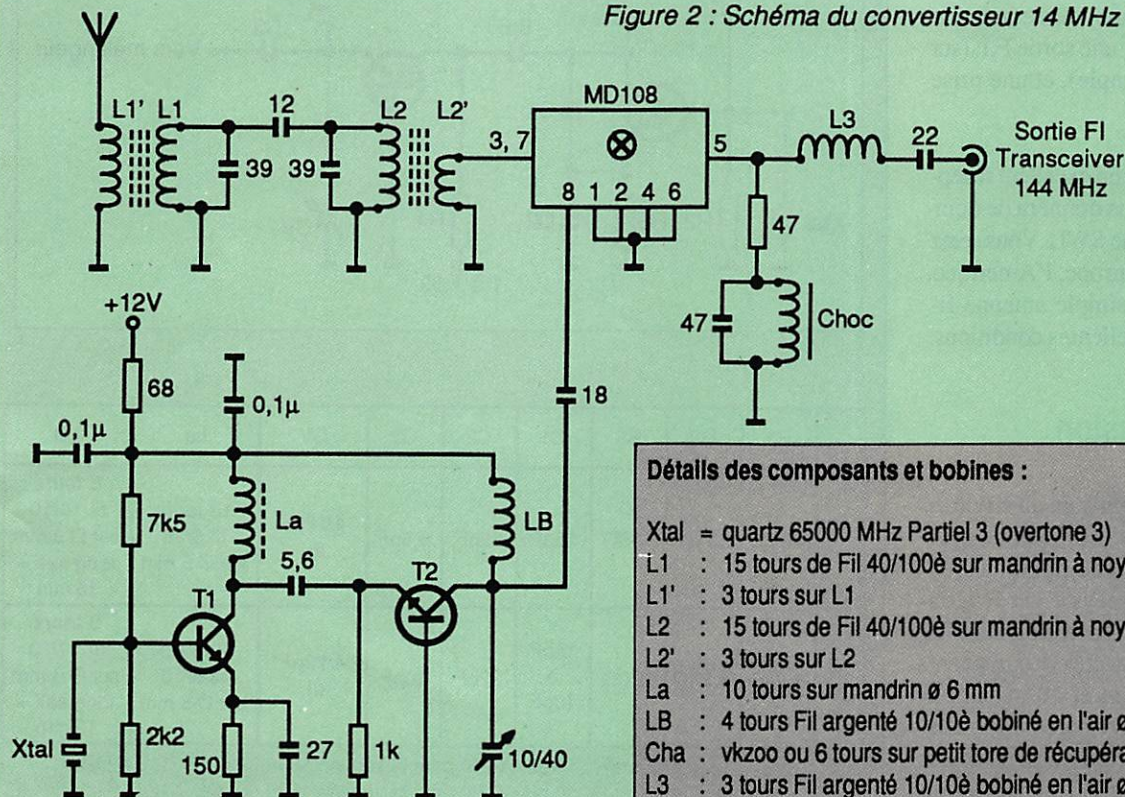 Figure 2 : Schéma du convertisseur 14 MHz
L1' L1 12 L2 L2'
39 39
3, 7
MD108
8 1 2 4 6
5
L3
22
Sortie FI
Transceiver
144 MHz
47
47
Choc
18
+12V
68
0,1µ
0,1µ
7k5
La
LB
5,6
T1
T2
Xtal
2k2
150
27
1k
10/40
Détails des composants et bobines :
Xtal = quartz 65000 MHz Partiel 3 (overtone 3)
L1 : 15 tours de Fil 40/100è sur mandrin à noy
L1' : 3 tours sur L1
L2 : 15 tours de Fil 40/100è sur mandrin à noy
L2' : 3 tours sur L2
La : 10 tours sur mandrin ø 6 mm
LB : 4 tours Fil argenté 10/10è bobiné en l'air ø
Cha : vkzoo ou 6 tours sur petit tore de récupéra
L3 : 3 tours Fil argenté 10/10è bobiné en l'air ø